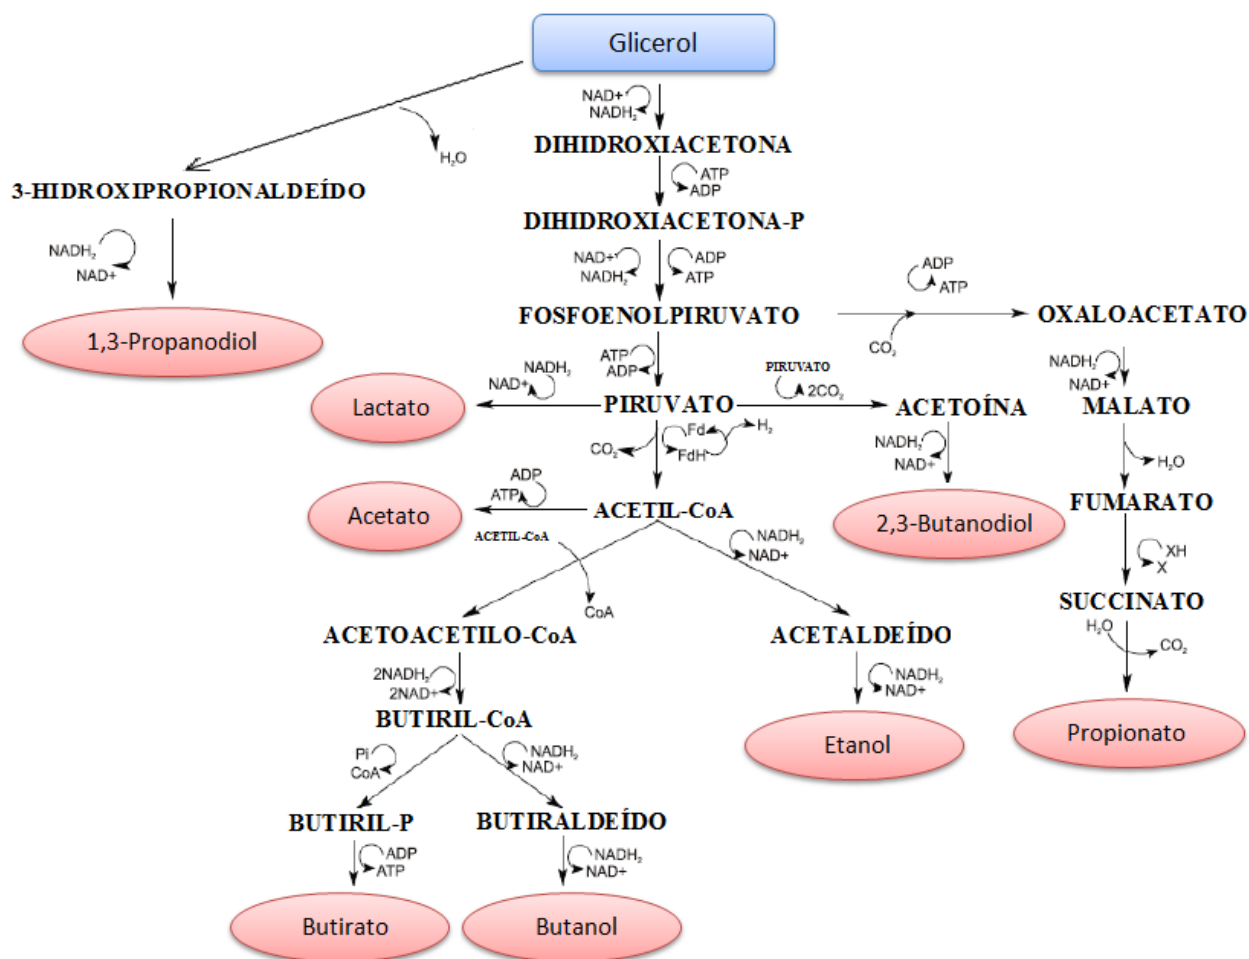 Glicerol
NAD+
NADH₂
H₂O
DIHIDROXIACETONA
ATP
ADP
3-HIDROXIPROPIONALDEÍDO
DIHIDROXIACETONA-P
NADH₂
NAD+
NAD+
NADH₂
ADP
ATP
ADP
ATP
CO₂
FOSFOENOLPIRUVATO
OXALOACETATO
1,3-Propanodiol
ATP
ADP
NADH₂
NAD+
PIRUVATO
2CO₂
NADH₂
NAD+
Lactato
PIRUVATO
ACETOÍNA
MALATO
CO₂
Fd
FdH
H₂
NADH₂
NAD+
H₂O
ADP
ATP
Acetato
ACETIL-CoA
2,3-Butanodiol
FUMARATO
ACETIL-CoA
CoA
NADH₂
NAD+
XH
X
SUCCINATO
ACETOACETILO-CoA
ACETALDEÍDO
H₂O
CO₂
2NADH₂
2NAD+
NADH₂
NAD+
BUTIRIL-CoA
Etanol
Propionato
Pi
CoA
NADH₂
NAD+
BUTIRIL-P
BUTIRALDEÍDO
ADP
ATP
NADH₂
NAD+
Butirato
Butanol